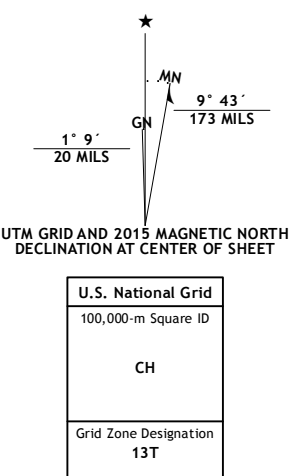 ★
MN
9° 43´
173 MILS
GN
1° 9´
20 MILS
UTM GRID AND 2015 MAGNETIC NORTH
DECLINATION AT CENTER OF SHEET
U.S. National Grid
100,000-m Square ID
CH
Grid Zone Designation
13T